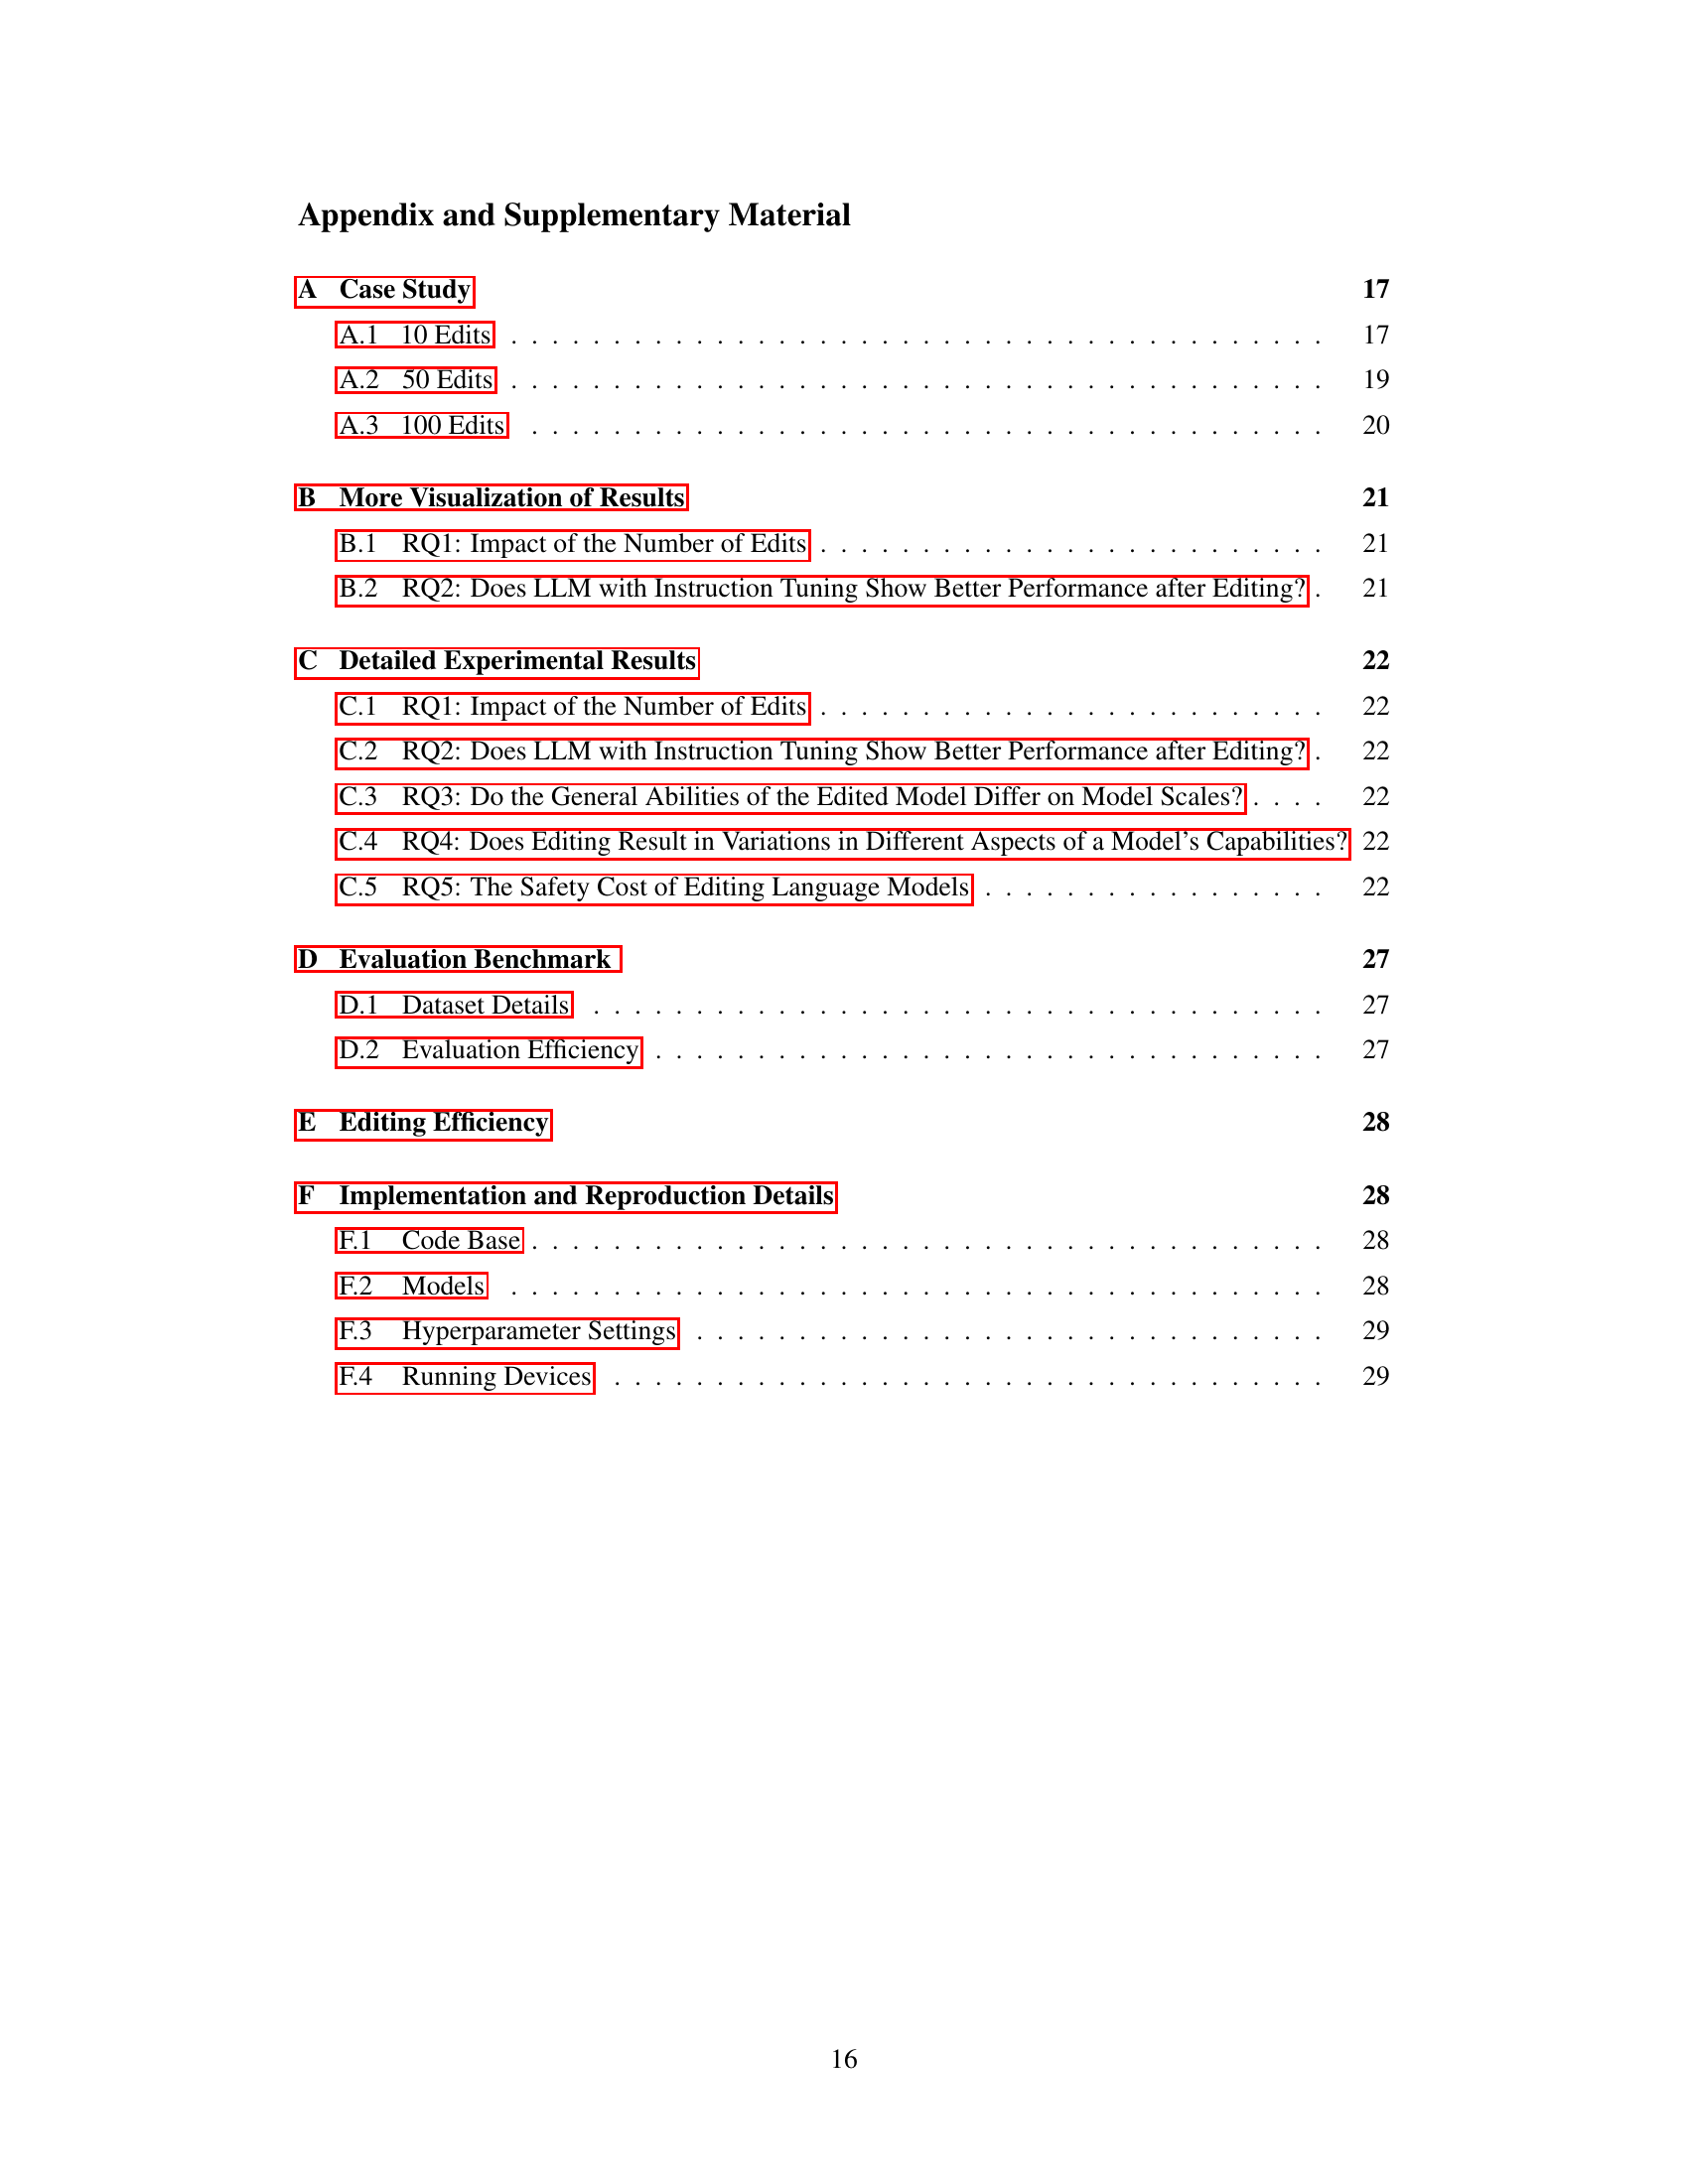 Appendix and Supplementary Material
A Case Study 17
A.1 10 Edits . . . . . . . . . . . . . . . . . . . . . . . . . . . . . . . . . . . . . . . . 17
A.2 50 Edits . . . . . . . . . . . . . . . . . . . . . . . . . . . . . . . . . . . . . . . . 19
A.3 100 Edits . . . . . . . . . . . . . . . . . . . . . . . . . . . . . . . . . . . . . . . 20
B More Visualization of Results 21
B.1 RQ1: Impact of the Number of Edits . . . . . . . . . . . . . . . . . . . . . . . . . 21
B.2 RQ2: Does LLM with Instruction Tuning Show Better Performance after Editing? . 21
C Detailed Experimental Results 22
C.1 RQ1: Impact of the Number of Edits . . . . . . . . . . . . . . . . . . . . . . . . . 22
C.2 RQ2: Does LLM with Instruction Tuning Show Better Performance after Editing? . 22
C.3 RQ3: Do the General Abilities of the Edited Model Differ on Model Scales? . . . . 22
C.4 RQ4: Does Editing Result in Variations in Different Aspects of a Model's Capabilities? 22
C.5 RQ5: The Safety Cost of Editing Language Models . . . . . . . . . . . . . . . . . 22
D Evaluation Benchmark 27
D.1 Dataset Details . . . . . . . . . . . . . . . . . . . . . . . . . . . . . . . . . . . . 27
D.2 Evaluation Efficiency . . . . . . . . . . . . . . . . . . . . . . . . . . . . . . . . . 27
E Editing Efficiency 28
F Implementation and Reproduction Details 28
F.1 Code Base . . . . . . . . . . . . . . . . . . . . . . . . . . . . . . . . . . . . . . . 28
F.2 Models . . . . . . . . . . . . . . . . . . . . . . . . . . . . . . . . . . . . . . . . 28
F.3 Hyperparameter Settings . . . . . . . . . . . . . . . . . . . . . . . . . . . . . . . 29
F.4 Running Devices . . . . . . . . . . . . . . . . . . . . . . . . . . . . . . . . . . . 29
16